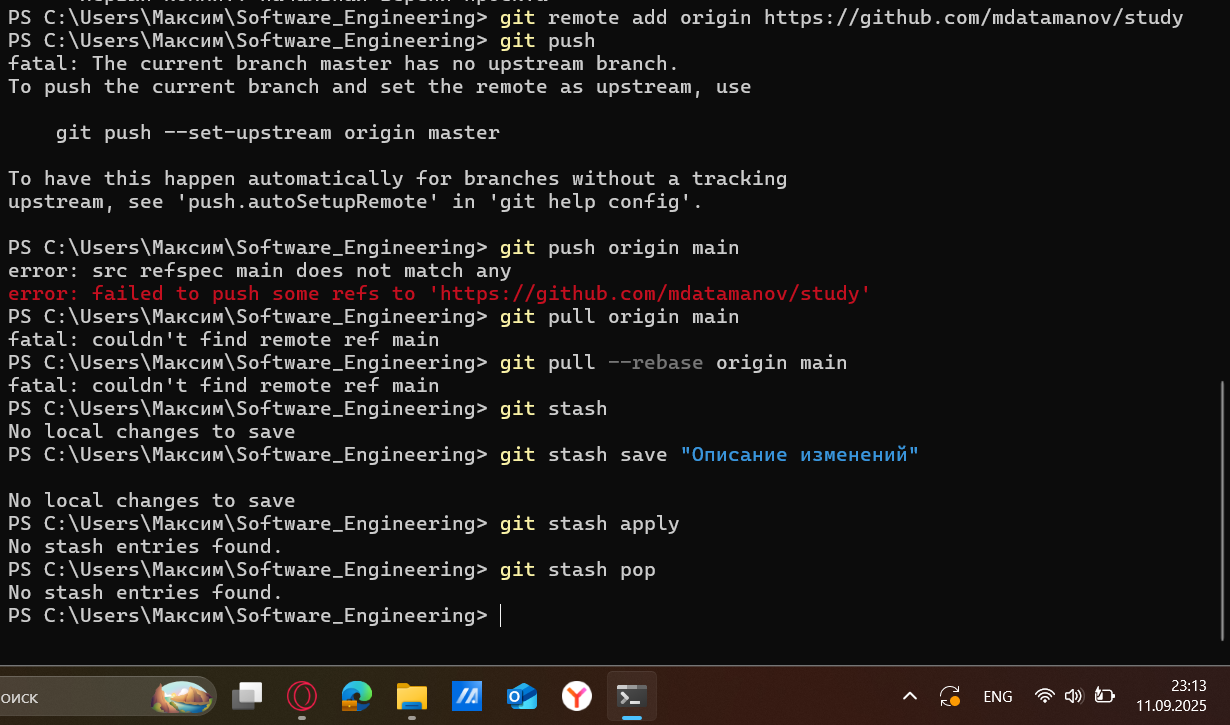 PS C:\Users\Максим\Software_Engineering> git remote add origin https://github.com/mdatamanov/study
PS C:\Users\Максим\Software_Engineering> git push
fatal: The current branch master has no upstream branch.
To push the current branch and set the remote as upstream, use
    git push --set-upstream origin master
To have this happen automatically for branches without a tracking
upstream, see 'push.autoSetupRemote' in 'git help config'.
PS C:\Users\Максим\Software_Engineering> git push origin main
error: src refspec main does not match any
error: failed to push some refs to 'https://github.com/mdatamanov/study'
PS C:\Users\Максим\Software_Engineering> git pull origin main
fatal: couldn't find remote ref main
PS C:\Users\Максим\Software_Engineering> git pull --rebase origin main
fatal: couldn't find remote ref main
PS C:\Users\Максим\Software_Engineering> git stash
No local changes to save
PS C:\Users\Максим\Software_Engineering> git stash save "Описание изменений"
No local changes to save
PS C:\Users\Максим\Software_Engineering> git stash apply
No stash entries found.
PS C:\Users\Максим\Software_Engineering> git stash pop
No stash entries found.
PS C:\Users\Максим\Software_Engineering>
оиск
ENG
23:13
11.09.2025